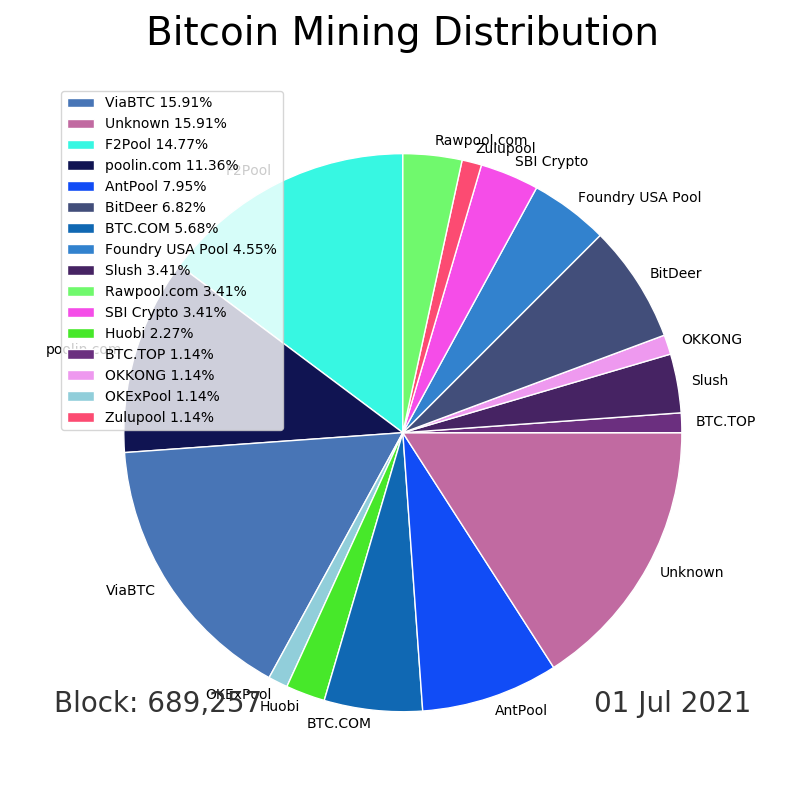 Bitcoin Mining Distribution
ViaBTC 15.91%
Unknown 15.91%
F2Pool 14.77%
poolin.com 11.36%
AntPool 7.95%
BitDeer 6.82%
BTC.COM 5.68%
Foundry USA Pool 4.55%
Slush 3.41%
Rawpool.com 3.41%
SBI Crypto 3.41%
Huobi 2.27%
BTC.TOP 1.14%
OKKONG 1.14%
OKExPool 1.14%
Zulupool 1.14%
Rawpool.com
Zulupool
SBI Crypto
F2Pool
Foundry USA Pool
BitDeer
OKKONG
poolin.com
Slush
BTC.TOP
Unknown
ViaBTC
OKExPool
Huobi
AntPool
BTC.COM
Block: 689,257
01 Jul 2021